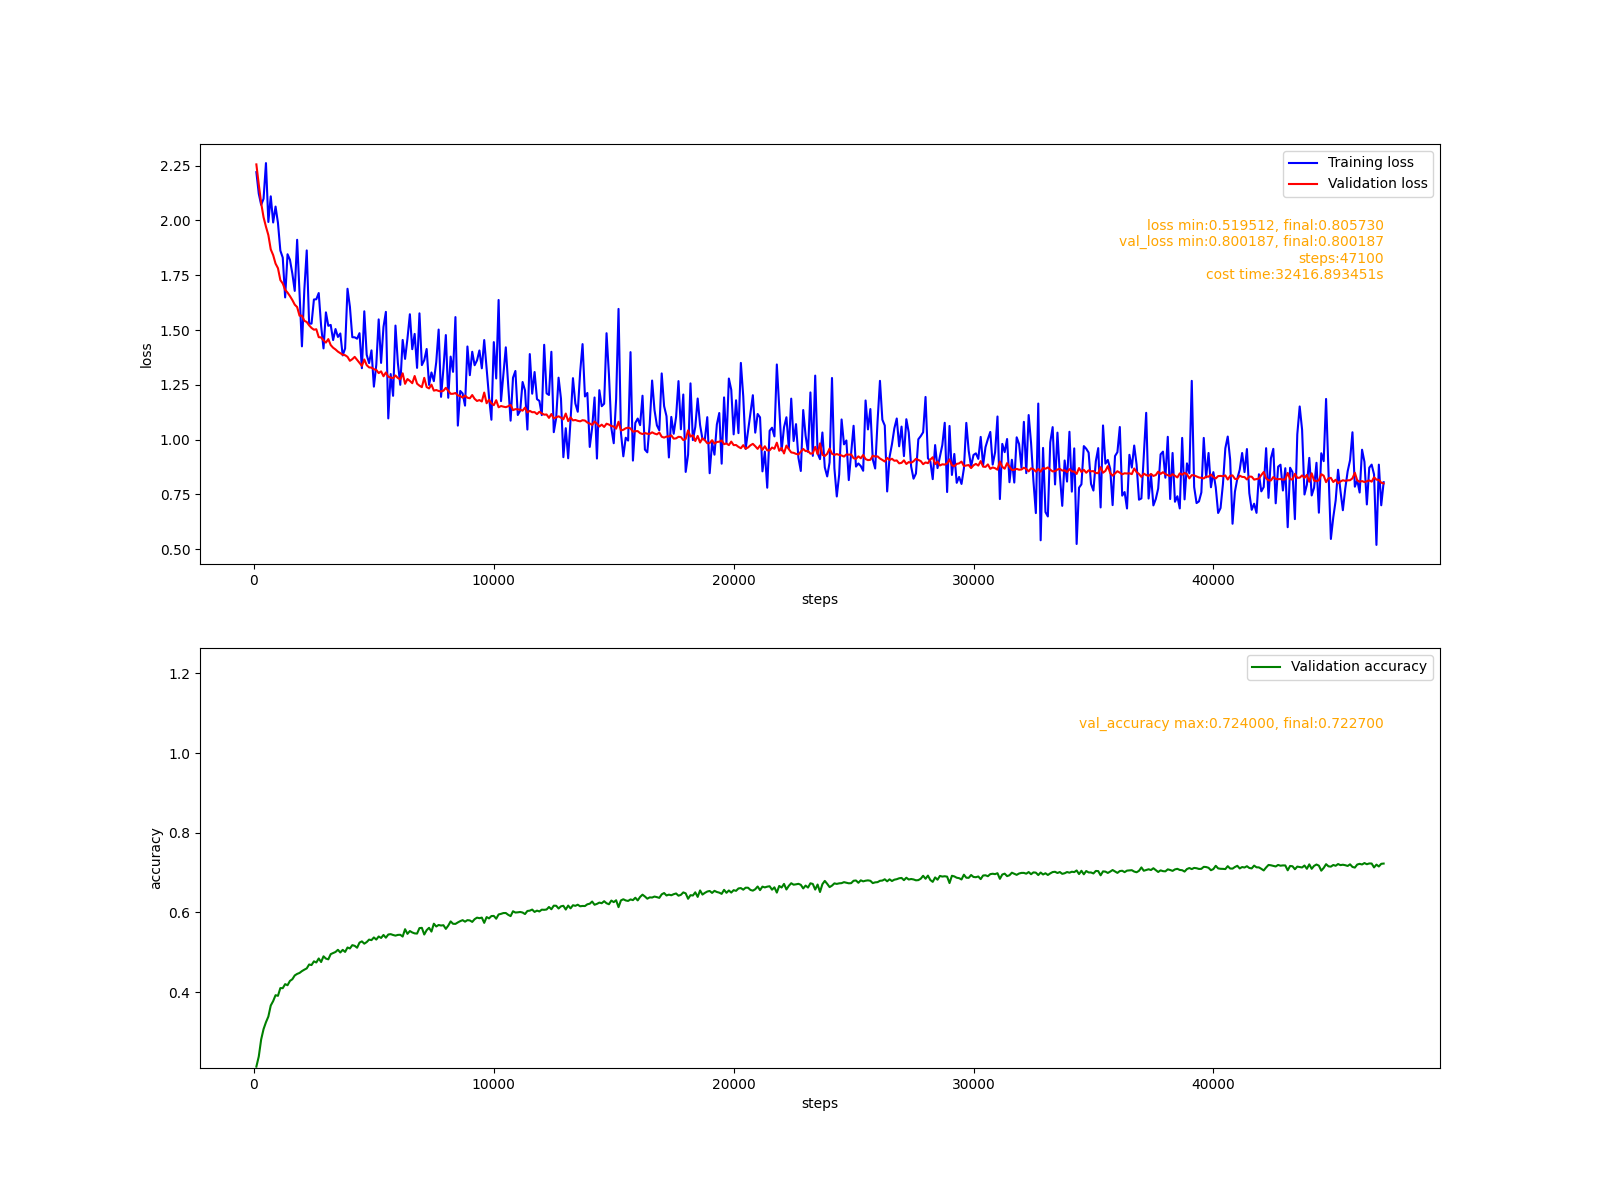 2.25
2.00
1.75
1.50
1.25
1.00
0.75
0.50
loss
Training loss
Validation loss
loss min:0.519512, final:0.805730
val_loss min:0.800187, final:0.800187
steps:47100
cost time:32416.893451s
0 10000 20000 30000 40000
steps
1.2
1.0
0.8
0.6
0.4
accuracy
Validation accuracy
val_accuracy max:0.724000, final:0.722700
0 10000 20000 30000 40000
steps